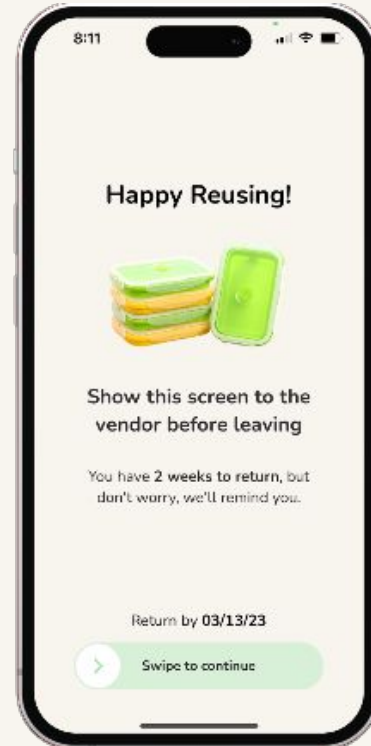 8:11
Happy Reusing!
Show this screen to the
vendor before leaving
You have 2 weeks to return, but
don't worry, we'll remind you.
Return by 03/13/23
Swipe to continue